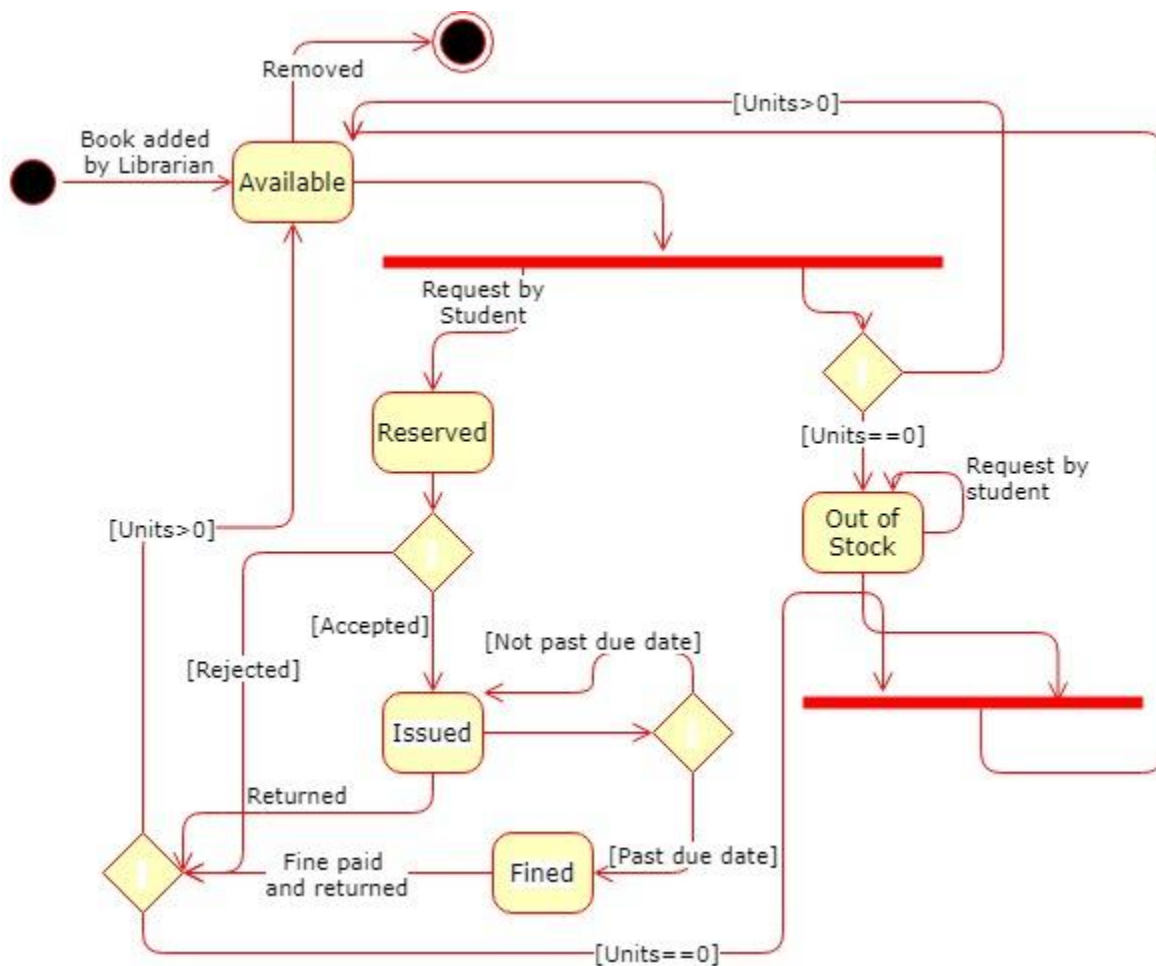 Removed
[Units>0]
Book added
by Librarian
Available
Request by
Student
Reserved
[Units==0]
Request by
student
[Units>0]
Out of
Stock
[Accepted]
[Not past due date]
[Rejected]
Issued
Returned
[Past due date]
Fine paid
and returned
Fined
[Units==0]